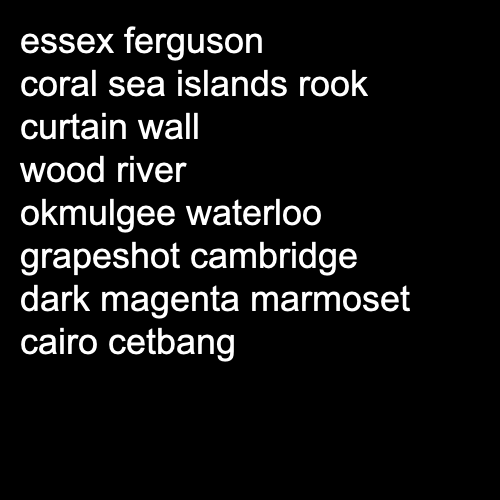 essex ferguson
coral sea islands rook
curtain wall
wood river
okmulgee waterloo
grapeshot cambridge
dark magenta marmoset
cairo cetbang